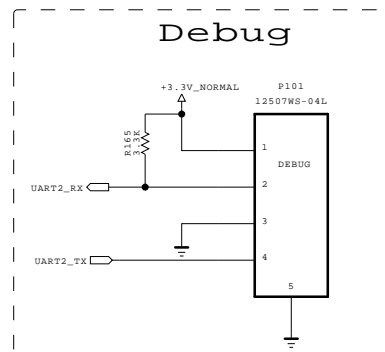 Debug
+3.3V_NORMAL
P101
12507WS-04L
R165
3.3K
1
DEBUG
UART2_RX
2
3
UART2_TX
4
5